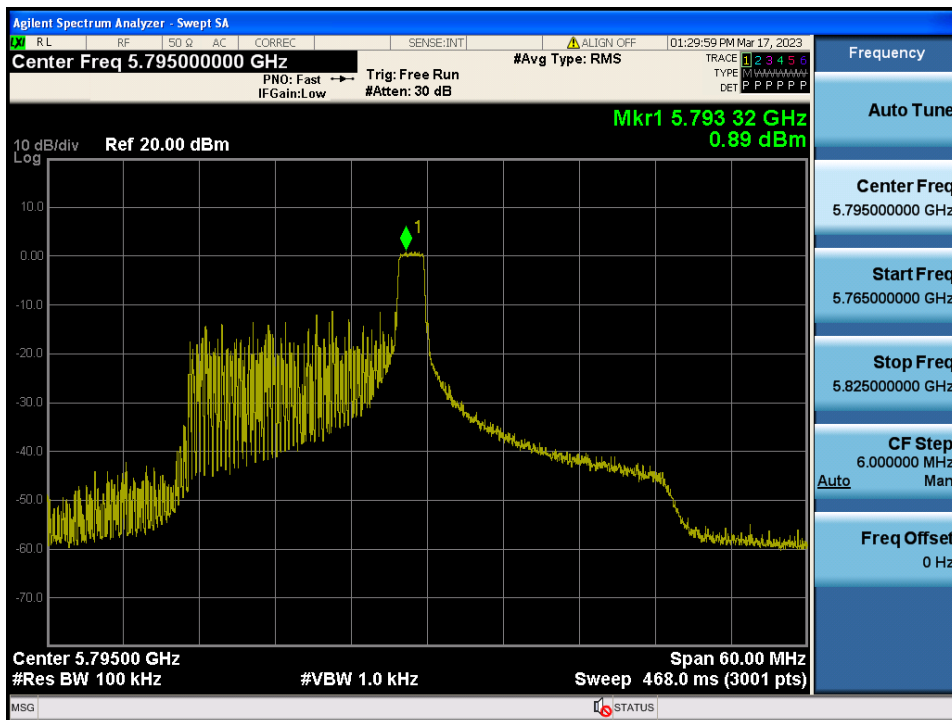 Agilent Spectrum Analyzer - Swept SA
LXI RL RF 50 Ω AC CORREC SENSE:INT ALIGN OFF 01:29:59 PM Mar 17, 2023
Center Freq 5.795000000 GHz
PNO: Fast
IFGain:Low
Trig: Free Run
#Atten: 30 dB
#Avg Type: RMS
TRACE 1 2 3 4 5 6
TYPE M W W W W W
DET P P P P P P
Mkr1 5.793 32 GHz
0.89 dBm
10 dB/div
Log
Ref 20.00 dBm
10.0
0.00
-10.0
-20.0
-30.0
-40.0
-50.0
-60.0
-70.0
1
Center 5.79500 GHz
Span 60.00 MHz
#Res BW 100 kHz
#VBW 1.0 kHz
Sweep 468.0 ms (3001 pts)
MSG
STATUS
Frequency
Auto Tune
Center Freq
5.795000000 GHz
Start Freq
5.765000000 GHz
Stop Freq
5.825000000 GHz
CF Step
6.000000 MHz
Auto Man
Freq Offset
0 Hz